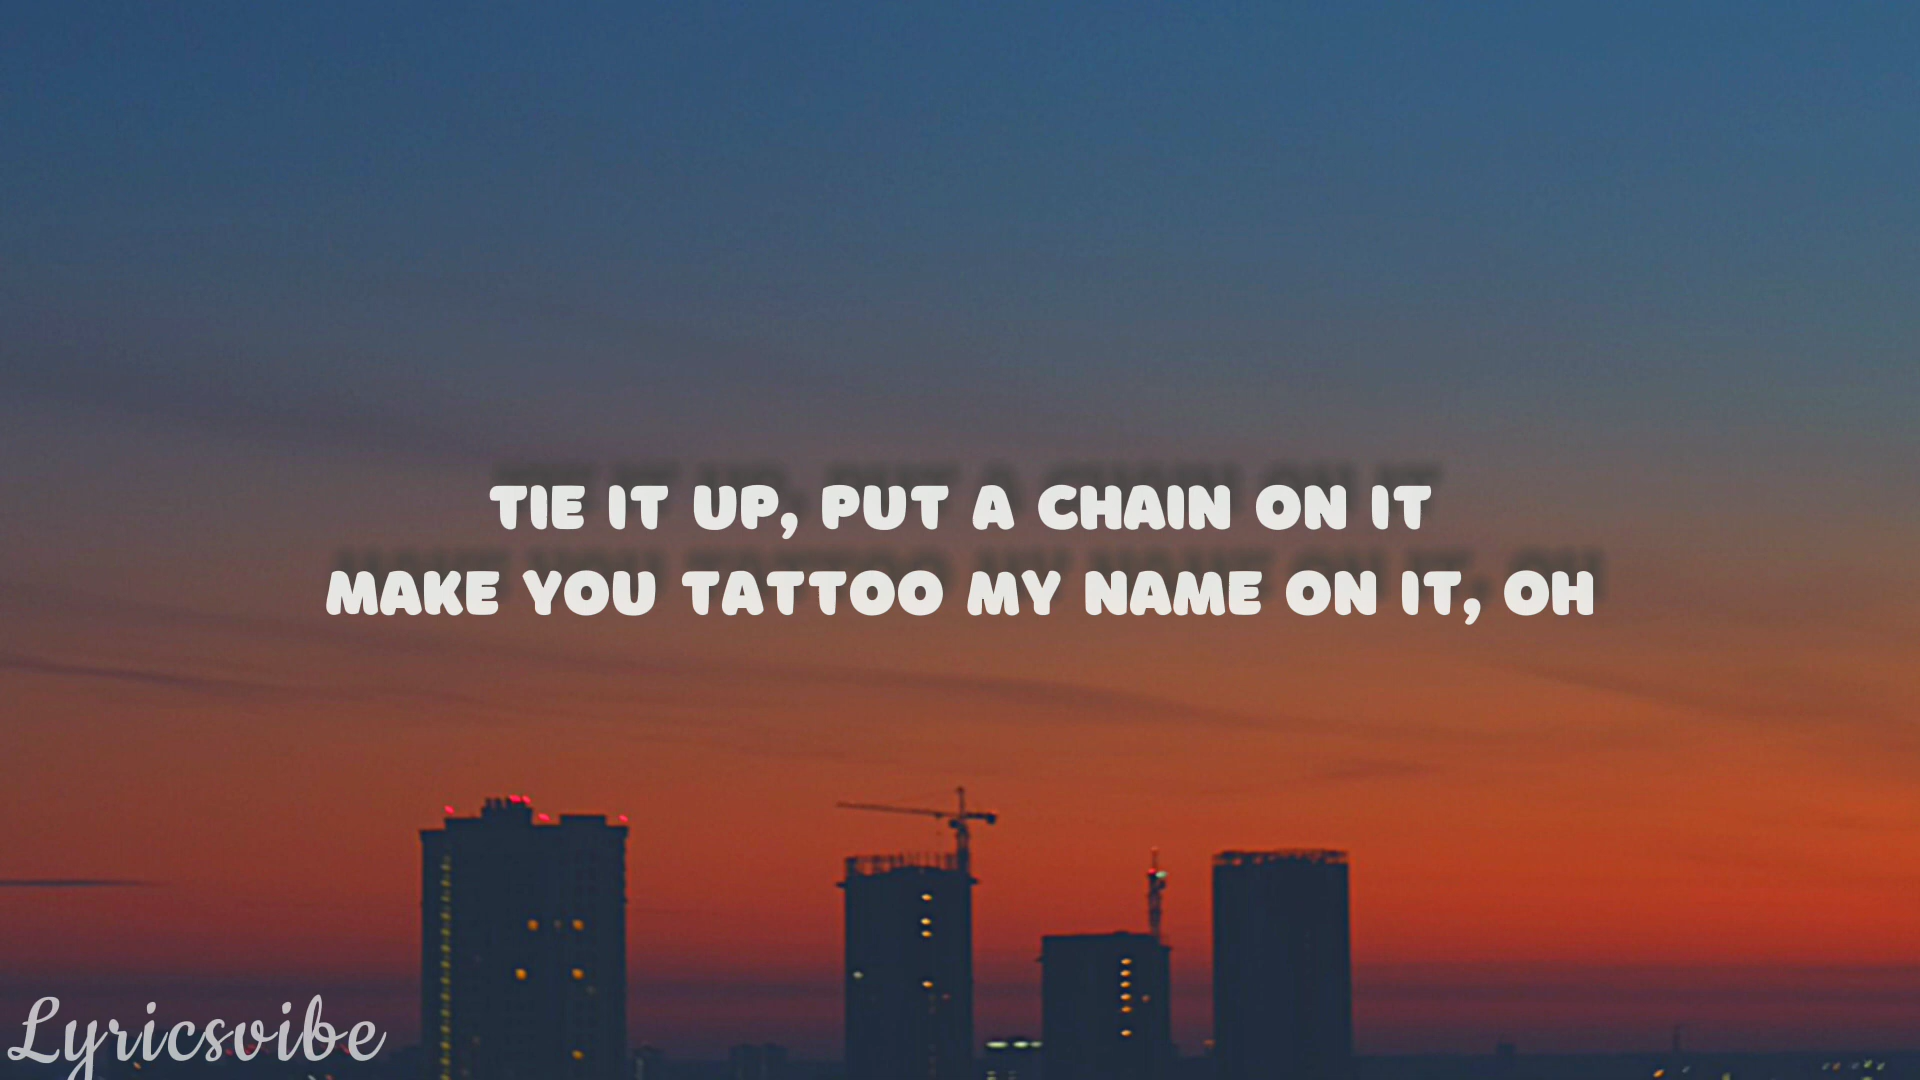 TIE IT UP, PUT A CHAIN ON IT
MAKE YOU TATTOO MY NAME ON IT, OH
Lyricsvibe